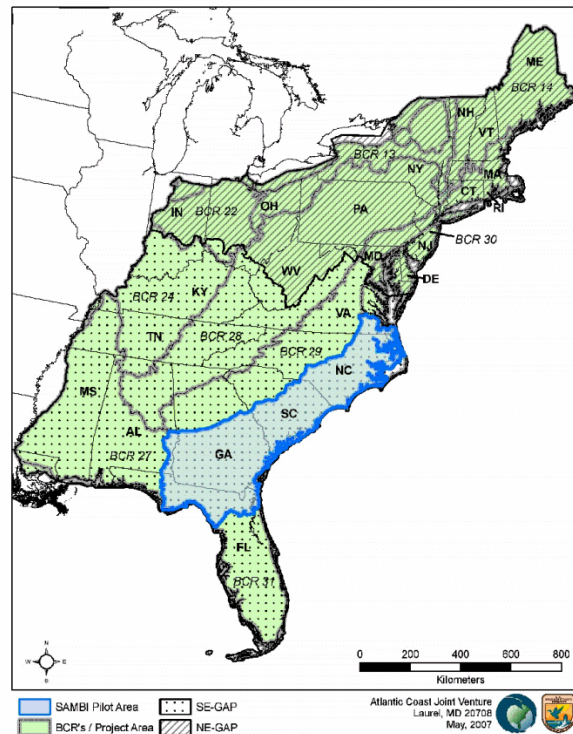 ME
BCR 14
NH
VT
BCR 13
NY
MA
CT
RI
IN
BCR 22
OH
PA
BCR 30
NJ
MD
WV
DE
BCR 24
KY
VA
BCR 28
TN
BCR 29
NC
MS
SC
AL
GA
BCR 27
FL
BCR 31
N
W E
S
0 200 400 600 800
Kilometers
SAMBI Pilot Area SE-GAP
BCR's / Project Area NE-GAP
Atlantic Coast Joint Venture
Laurel, MD 20708
May, 2007